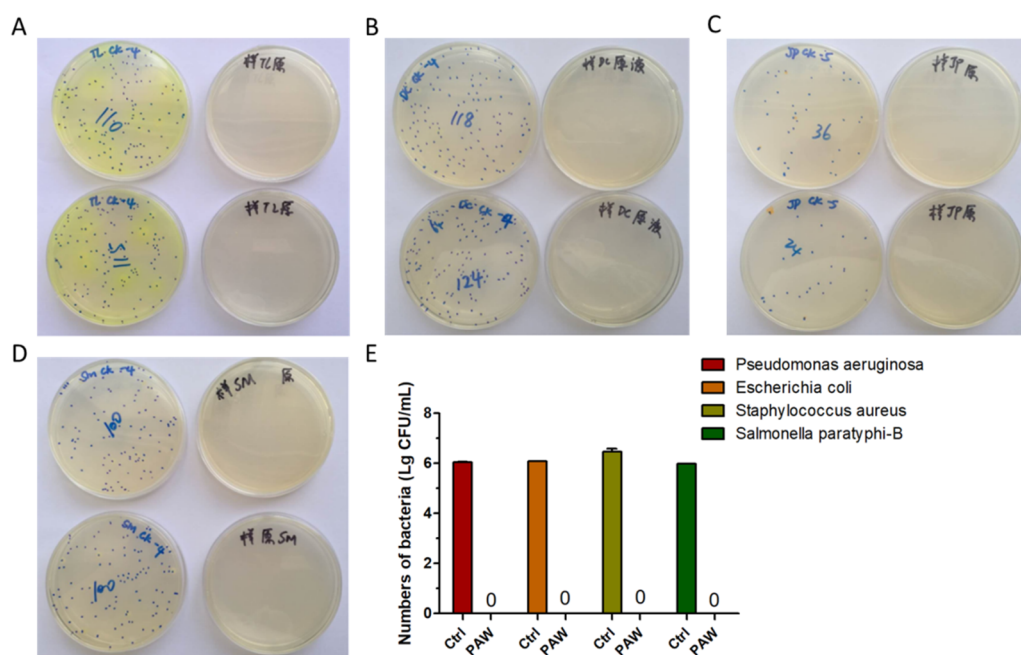 A
TL CK-4
110
样TL原
TL CK-4
115
样TL原
B
DC CK-4
118
样DC原液
DC CK-4
124
样DC原液
C
JP CK-5
36
样JP原
JP CK-5
24
样JP原
D
SM CK-4
100
样SM 原
SM CK-4
100
样原SM
E
Numbers of bacteria (Lg CFU/mL)
8
6
4
2
0
0
0
0
0
Ctrl
PAW
Ctrl
PAW
Ctrl
PAW
Ctrl
PAW
Pseudomonas aeruginosa
Escherichia coli
Staphylococcus aureus
Salmonella paratyphi-B